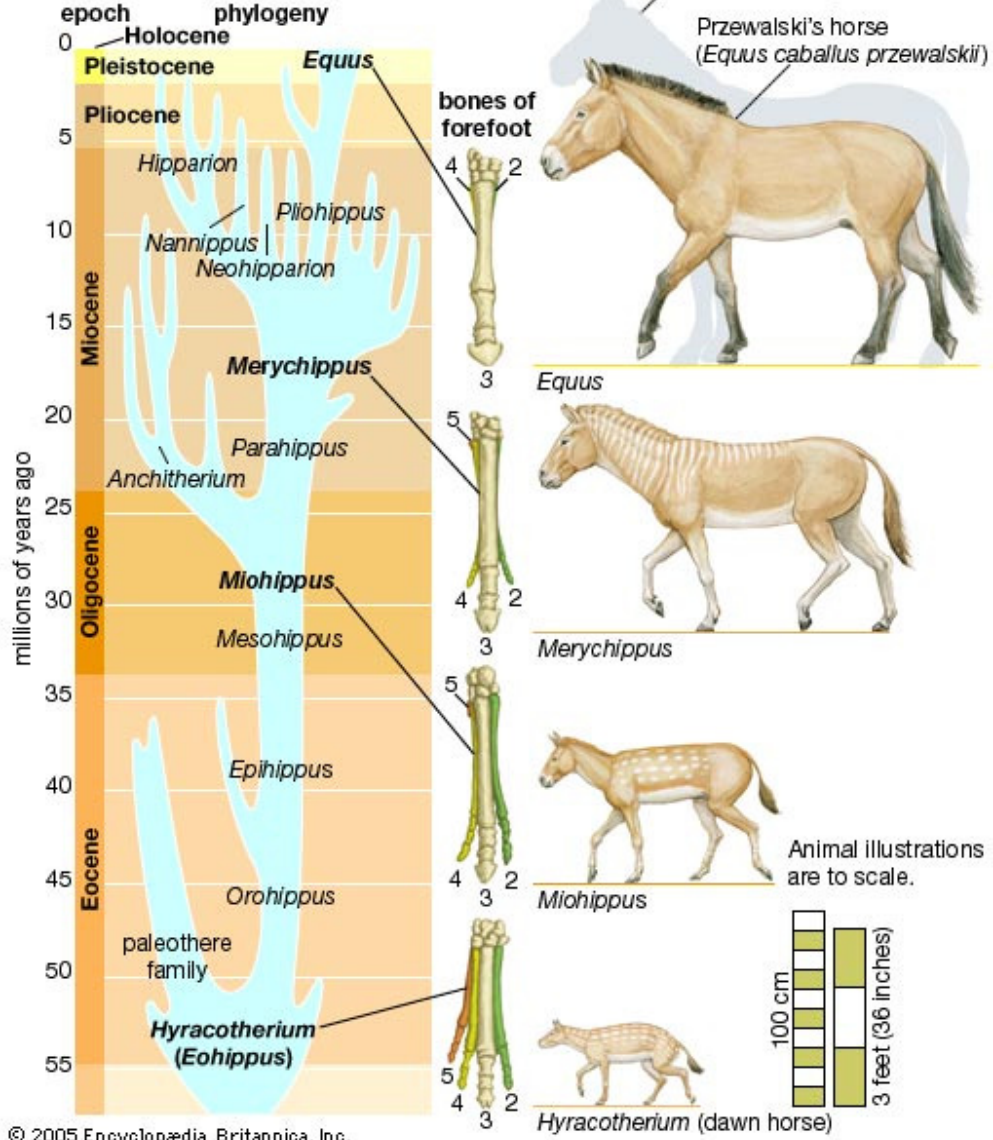 epoch
phylogeny
0
Holocene
Pleistocene
Equus
Pliocene
5
Hipparion
Pliohippus
10
Nannippus
Neohipparion
Miocene
15
Merychippus
20
Parahippus
Anchitherium
millions of years ago
25
Oligocene
Miohippus
30
Mesohippus
35
Epihippus
40
Eocene
45
Orohippus
paleothere
family
50
Hyracotherium
(Eohippus)
55
bones of
forefoot
4
2
3
5
4
2
3
5
4
2
3
5
4
2
3
Przewalski's horse
(Equus caballus przewalskii)
Equus
Merychippus
Miohippus
Animal illustrations
are to scale.
100 cm
3 feet (36 inches)
Hyracotherium (dawn horse)
© 2005 Encyclopædia Britannica, Inc.